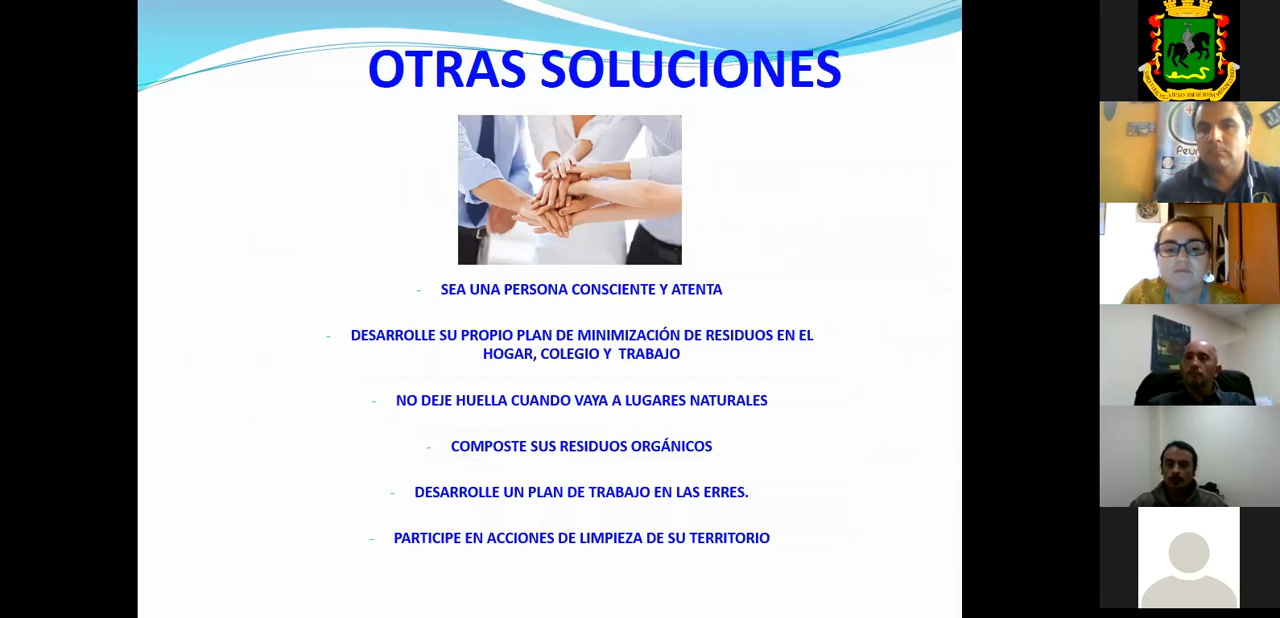 OTRAS SOLUCIONES
- SEA UNA PERSONA CONSCIENTE Y ATENTA
- DESARROLLE SU PROPIO PLAN DE MINIMIZACIÓN DE RESIDUOS EN EL
HOGAR, COLEGIO Y TRABAJO
- NO DEJE HUELLA CUANDO VAYA A LUGARES NATURALES
- COMPOSTE SUS RESIDUOS ORGÁNICOS
- DESARROLLE UN PLAN DE TRABAJO EN LAS ERRES.
- PARTICIPE EN ACCIONES DE LIMPIEZA DE SU TERRITORIO